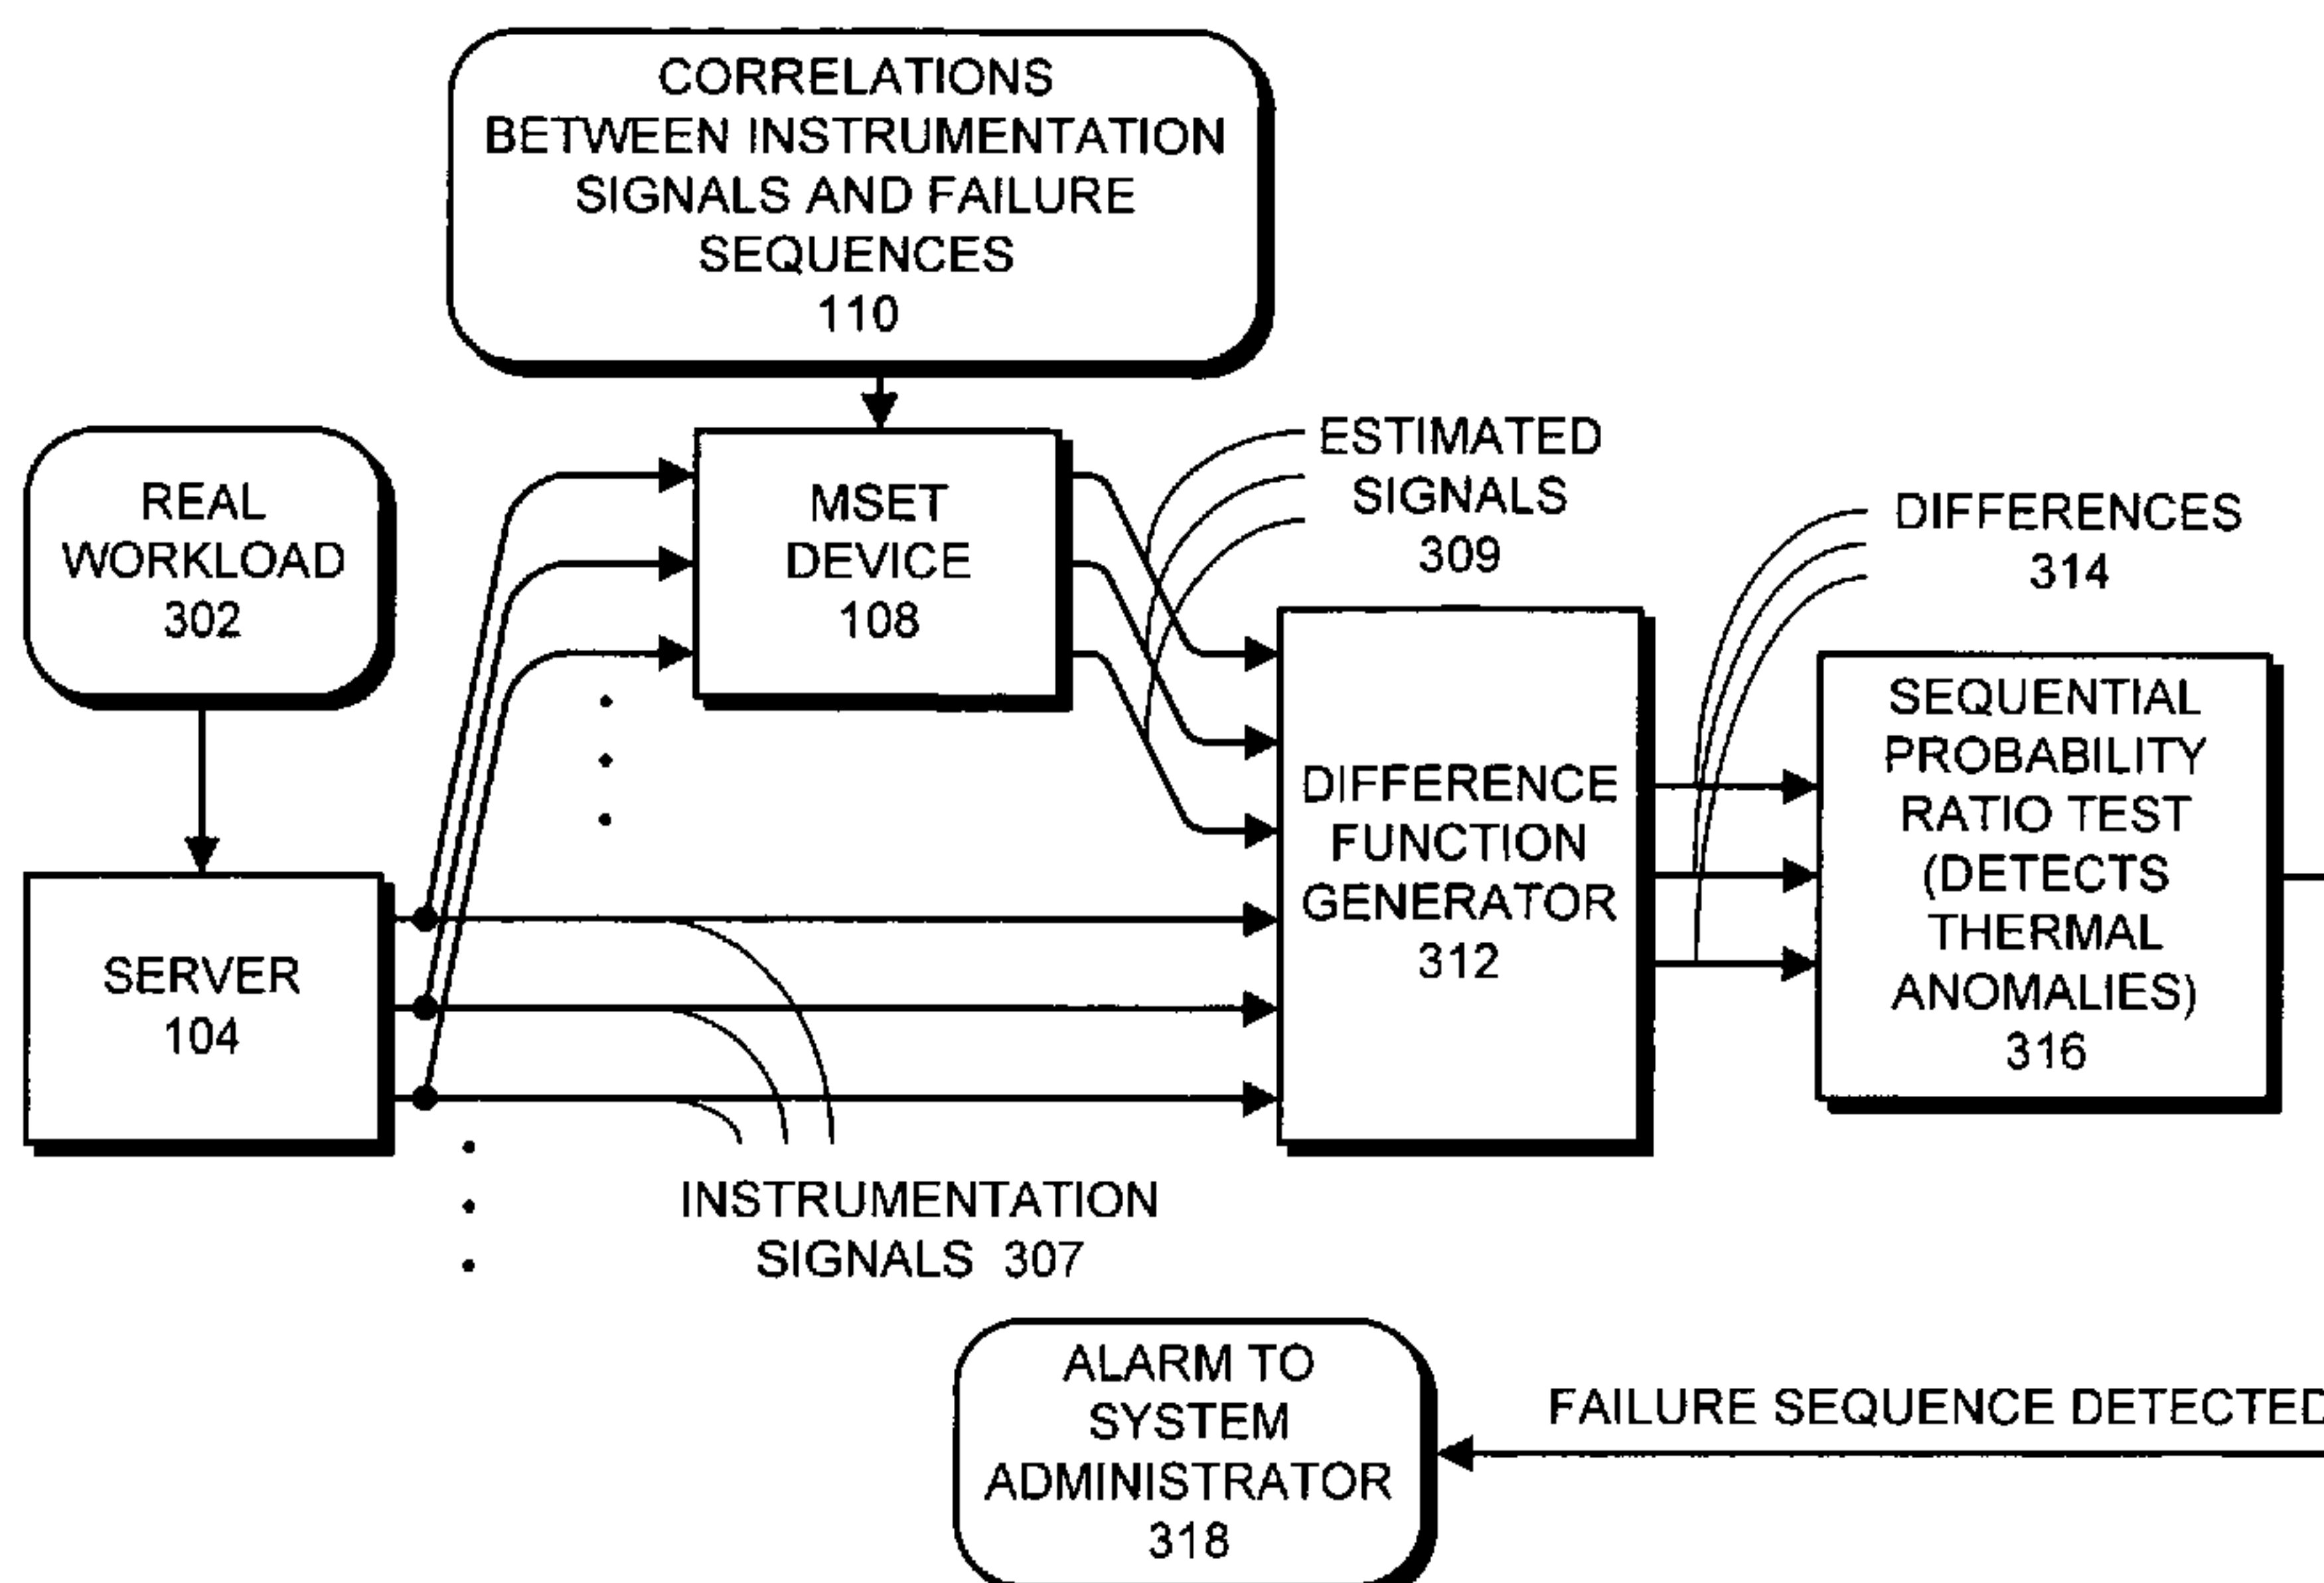 CORRELATIONS
BETWEEN INSTRUMENTATION
SIGNALS AND FAILURE
SEQUENCES
110
REAL
WORKLOAD
302
MSET
DEVICE
108
ESTIMATED
SIGNALS
309
DIFFERENCES
314
SERVER
104
DIFFERENCE
FUNCTION
GENERATOR
312
SEQUENTIAL
PROBABILITY
RATIO TEST
(DETECTS
THERMAL
ANOMALIES)
316
INSTRUMENTATION
SIGNALS 307
ALARM TO
SYSTEM
ADMINISTRATOR
318
FAILURE SEQUENCE DETECTED